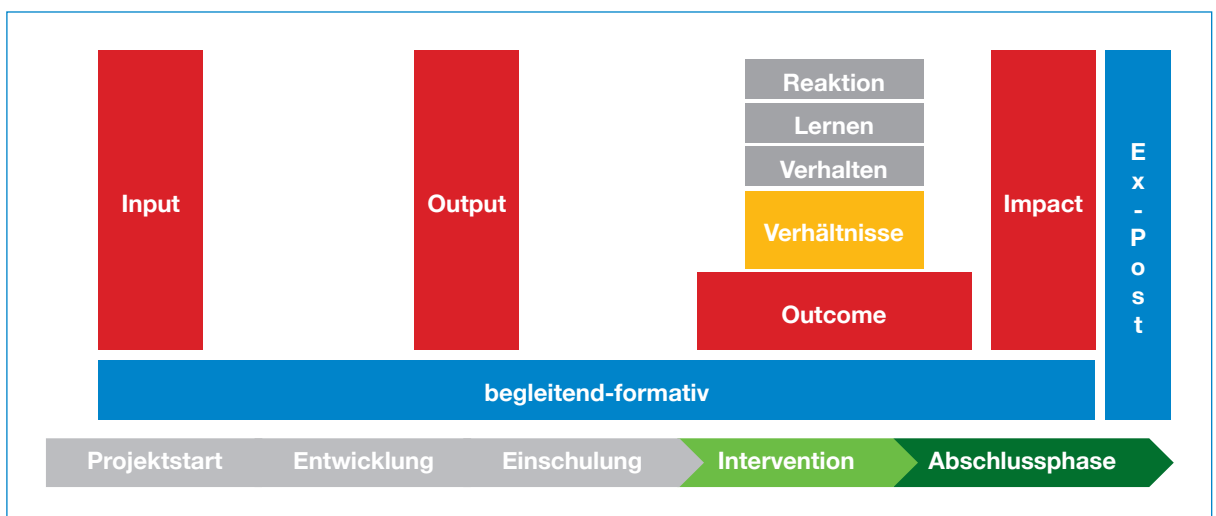 Input
Output
Reaktion
Lernen
Verhalten
Verhältnisse
Outcome
Impact
Ex-Post
begleitend-formativ
Projektstart
Entwicklung
Einschulung
Intervention
Abschlussphase